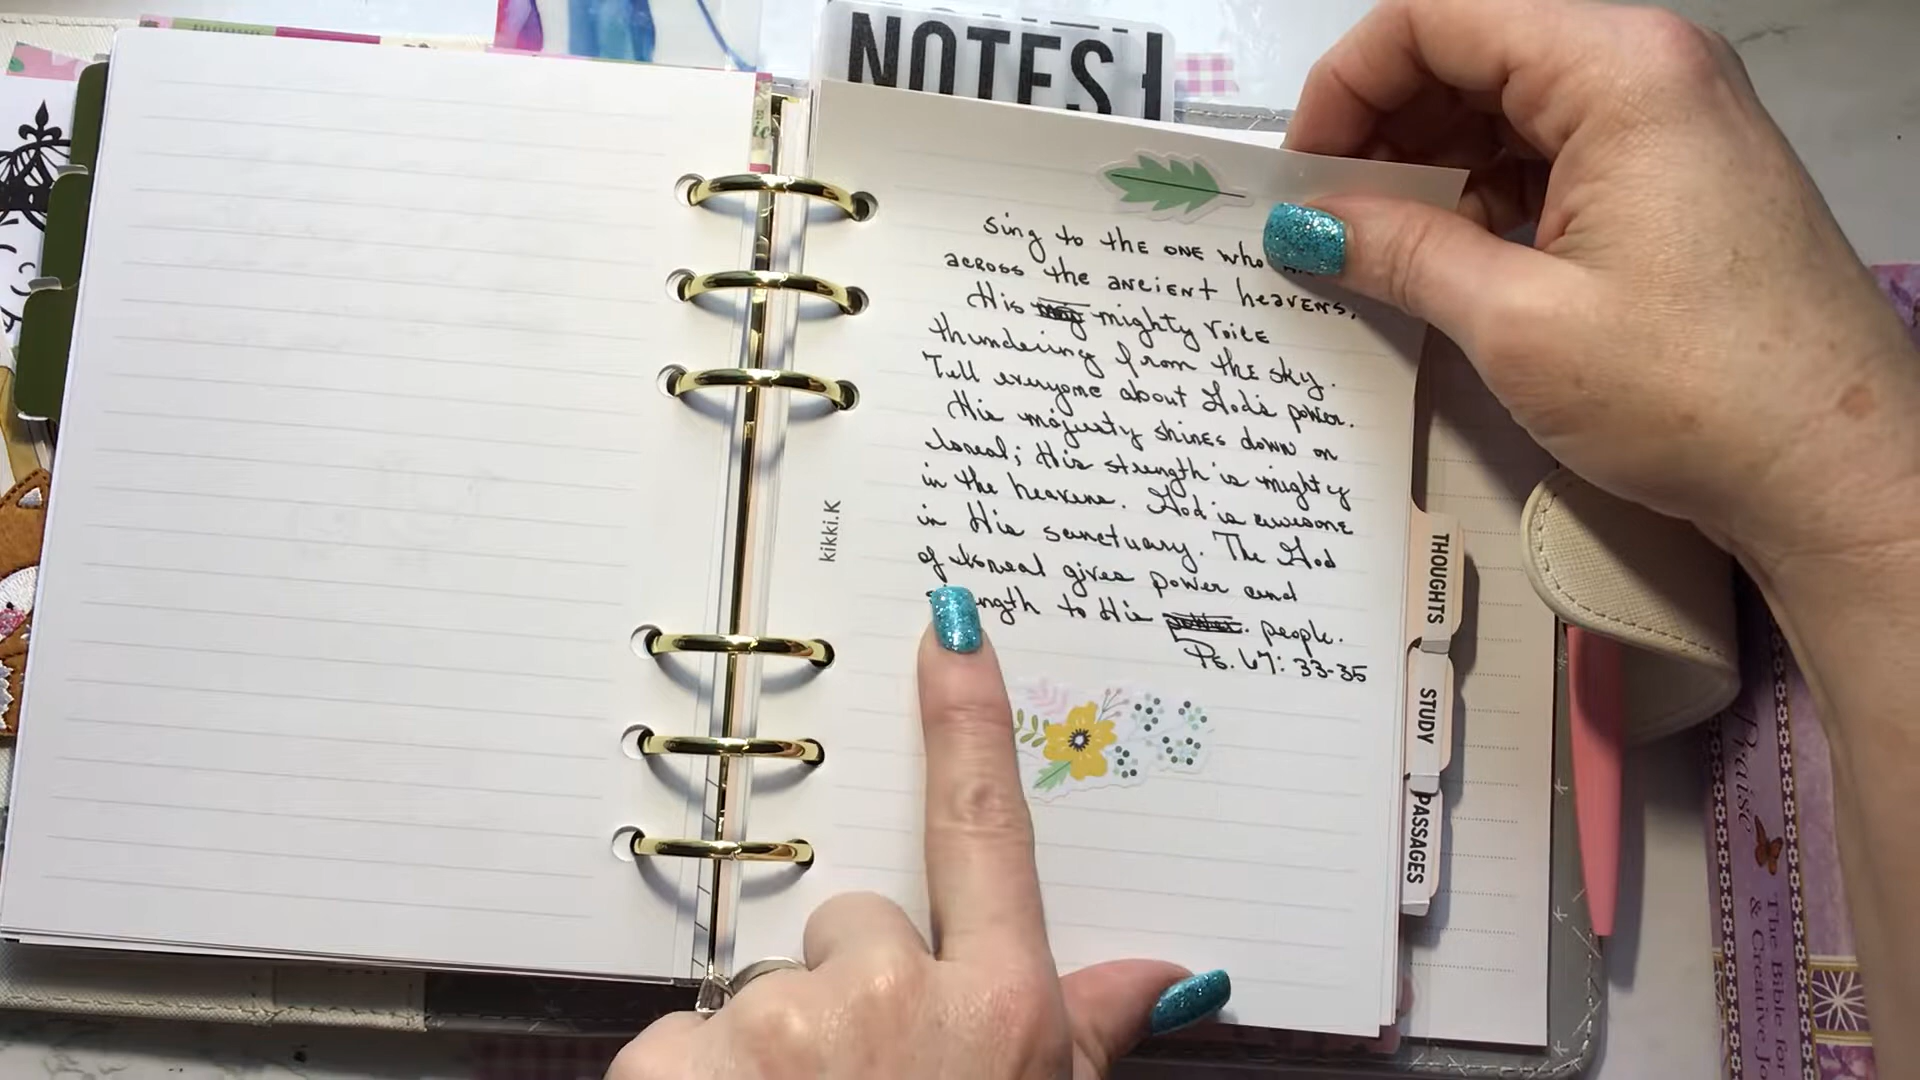 NOTES
sing to the ONE who
across the ancient heavens,
His mighty voice
thundering from the sky.
Tell everyone about God's power.
His majesty shines down on
Israel; His strength is mighty
in the heavens. God is awesome
in His sanctuary. The God
of Israel gives power and
to His people.
Ps. 67: 33-35
kikki.K
THOUGHTS
STUDY
PASSAGES
Praise
The Bible for
& Creative Jo